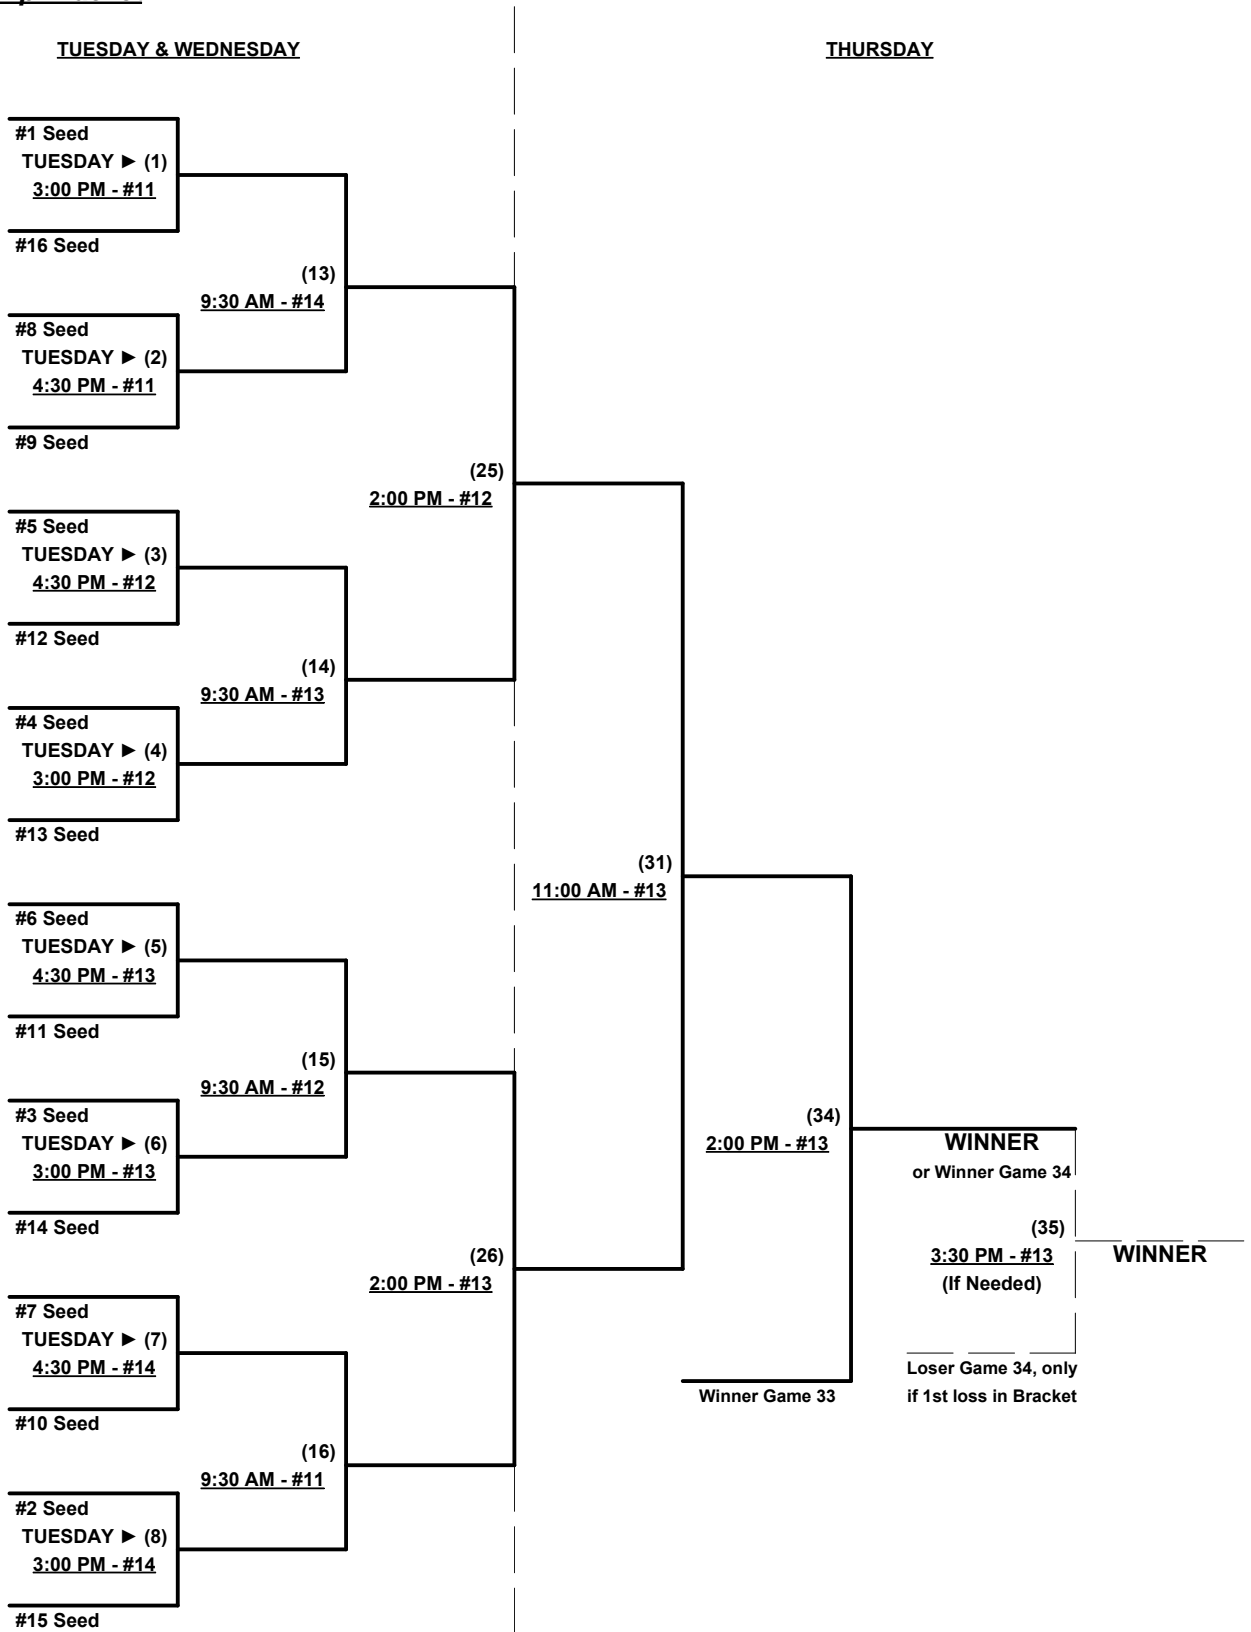 TUESDAY & WEDNESDAY
THURSDAY
#1 Seed
TUESDAY ► (1)
3:00 PM - #11
#16 Seed
(13)
9:30 AM - #14
#8 Seed
TUESDAY ► (2)
4:30 PM - #11
#9 Seed
(25)
2:00 PM - #12
#5 Seed
TUESDAY ► (3)
4:30 PM - #12
#12 Seed
(14)
9:30 AM - #13
#4 Seed
TUESDAY ► (4)
3:00 PM - #12
#13 Seed
(31)
11:00 AM - #13
#6 Seed
TUESDAY ► (5)
4:30 PM - #13
#11 Seed
(15)
9:30 AM - #12
#3 Seed
TUESDAY ► (6)
3:00 PM - #13
#14 Seed
(34)
2:00 PM - #13
WINNER
or Winner Game 34
(35)
3:30 PM - #13
(If Needed)
WINNER
(26)
2:00 PM - #13
#7 Seed
TUESDAY ► (7)
4:30 PM - #14
#10 Seed
Winner Game 33
Loser Game 34, only
if 1st loss in Bracket
(16)
9:30 AM - #11
#2 Seed
TUESDAY ► (8)
3:00 PM - #14
#15 Seed